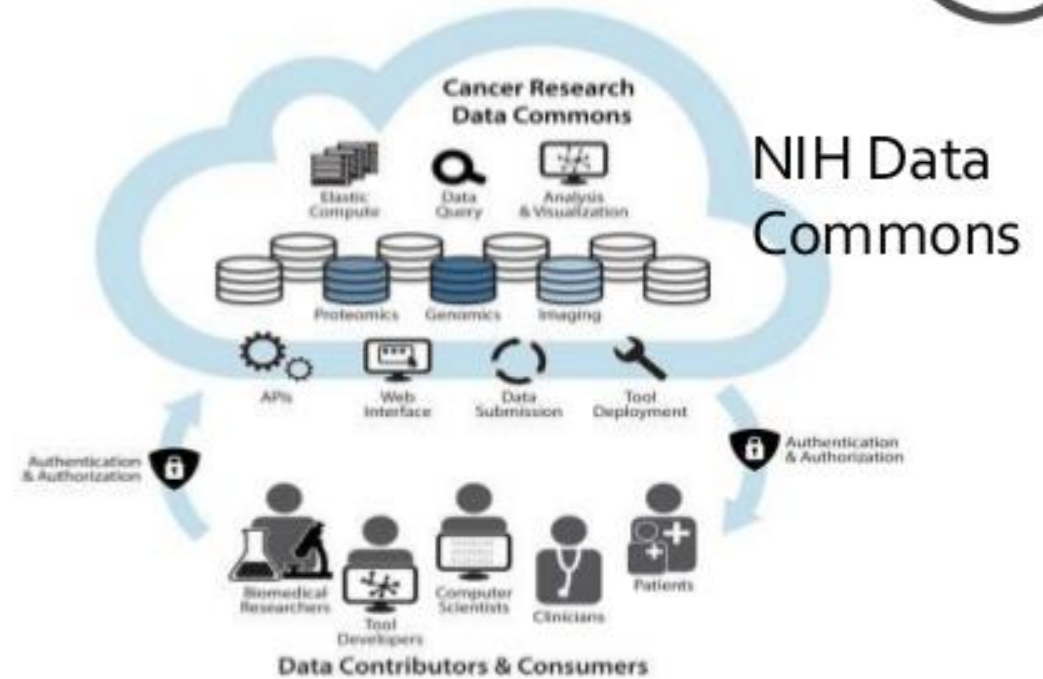 Cancer Research
Data Commons
NIH Data
Commons
Elastic
Compute
Data
Query
Analysis
& Visualization
Proteomics
Genomics
Imaging
APIs
Web
Interface
Data
Submission
Tool
Deployment
Authentication
& Authorization
Authentication
& Authorization
Biomedical
Researchers
Tool
Developers
Computer
Scientists
Clinicians
Patients
Data Contributors & Consumers